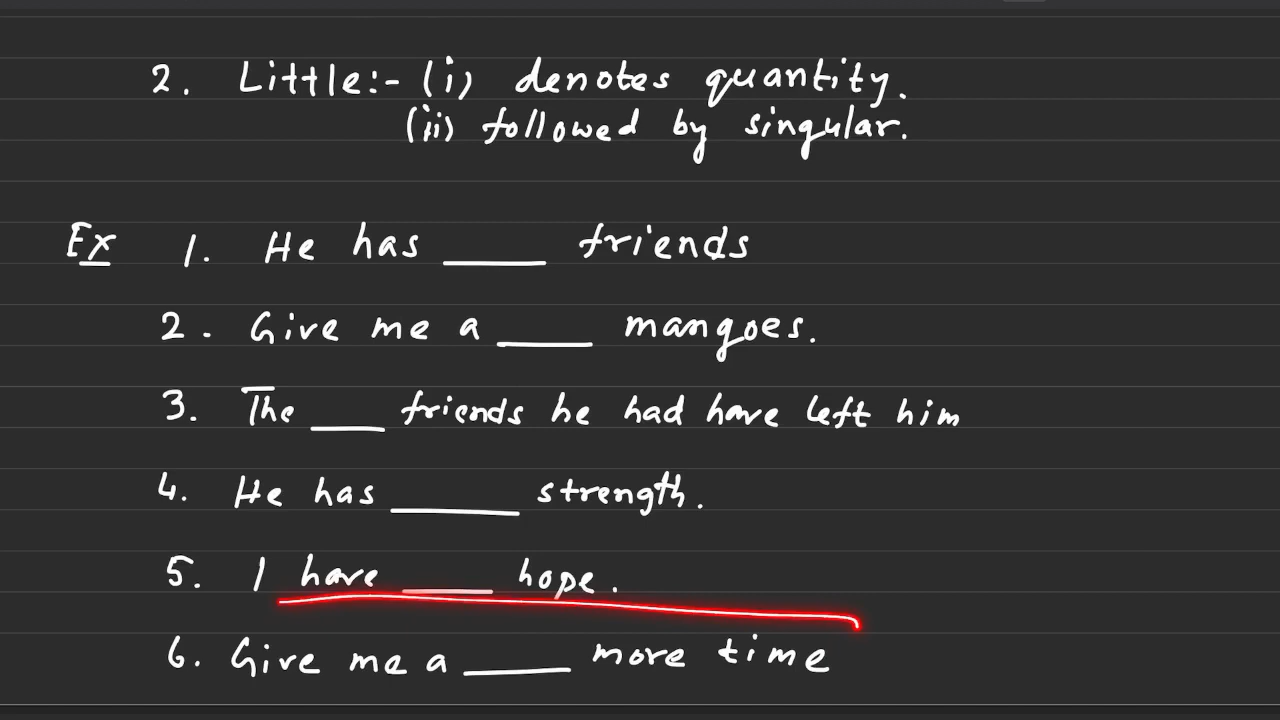 2. Little:- (i) denotes quantity.
(ii) followed by singular.
Ex 1. He has ____ friends
2. Give me a ____ mangoes.
3. The ____ friends he had have left him
4. He has ____ strength.
5. I have ____ hope.
6. Give me a ____ more time